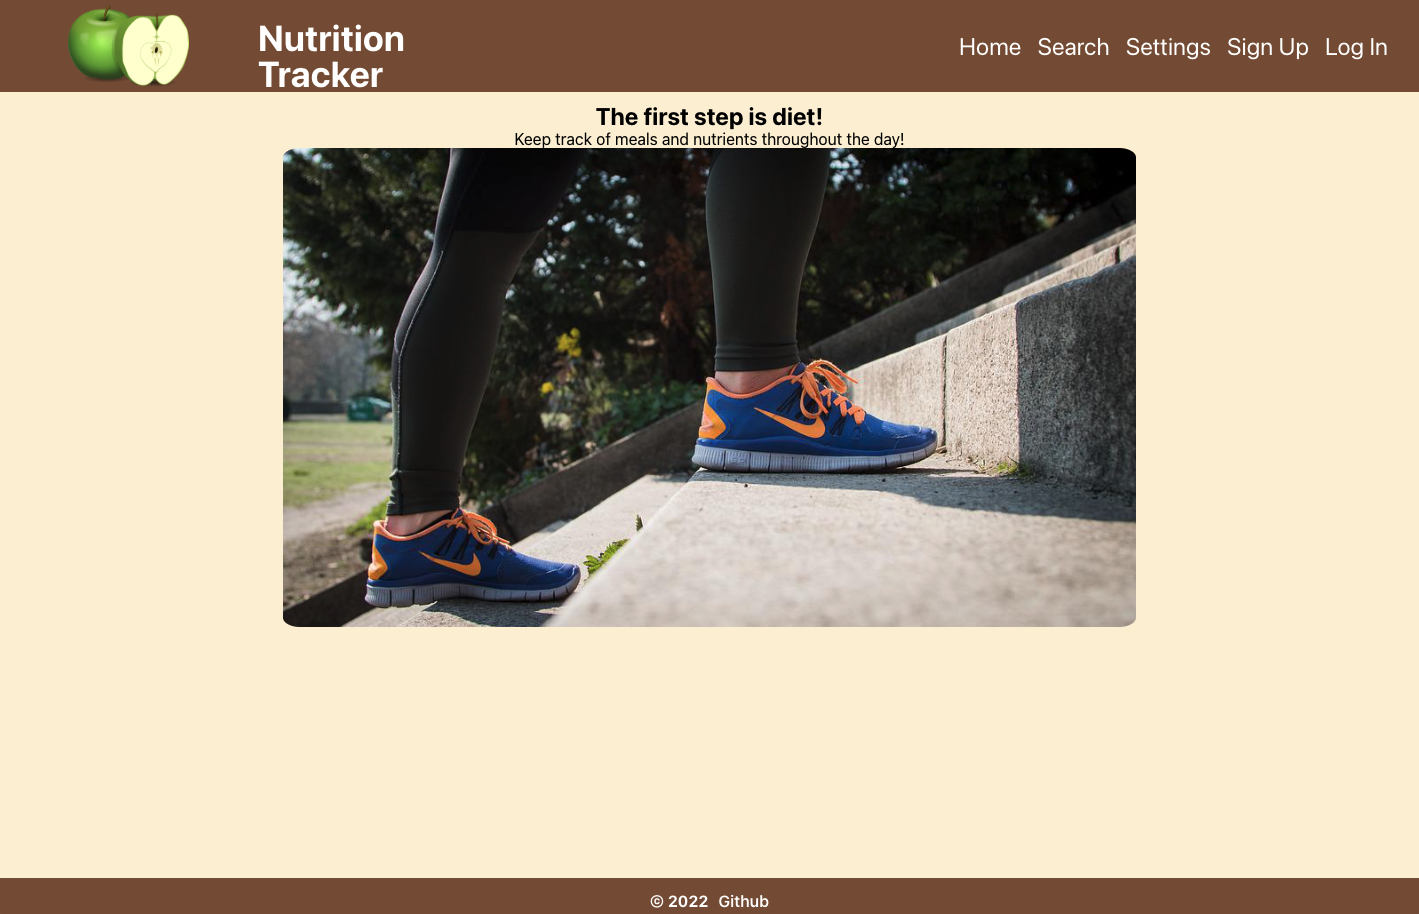 Nutrition
Tracker
Home Search Settings Sign Up Log In
The first step is diet!
Keep track of meals and nutrients throughout the day!
© 2022 Github